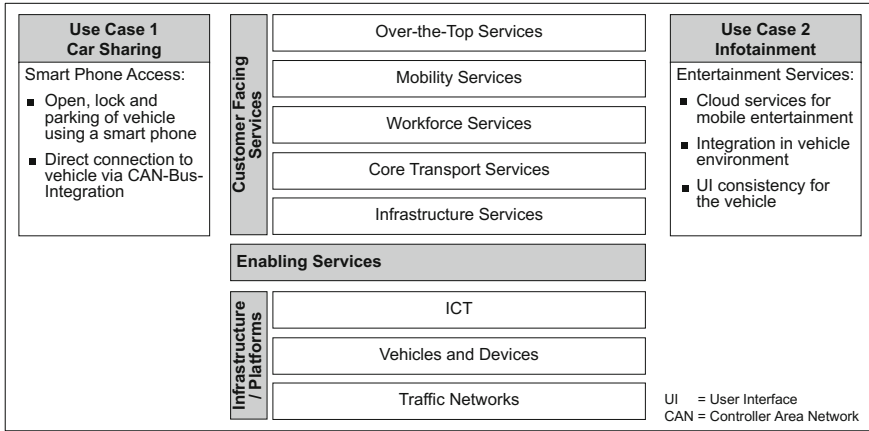 Use Case 1
Car Sharing
Smart Phone Access:
■ Open, lock and
parking of vehicle
using a smart phone
■ Direct connection to
vehicle via CAN-Bus-
Integration
Customer Facing
Services
Over-the-Top Services
Mobility Services
Workforce Services
Core Transport Services
Infrastructure Services
Enabling Services
Infrastructure
/ Platforms
ICT
Vehicles and Devices
Traffic Networks
Use Case 2
Infotainment
Entertainment Services:
■ Cloud services for
mobile entertainment
■ Integration in vehicle
environment
■ UI consistency for
the vehicle
UI = User Interface
CAN = Controller Area Network